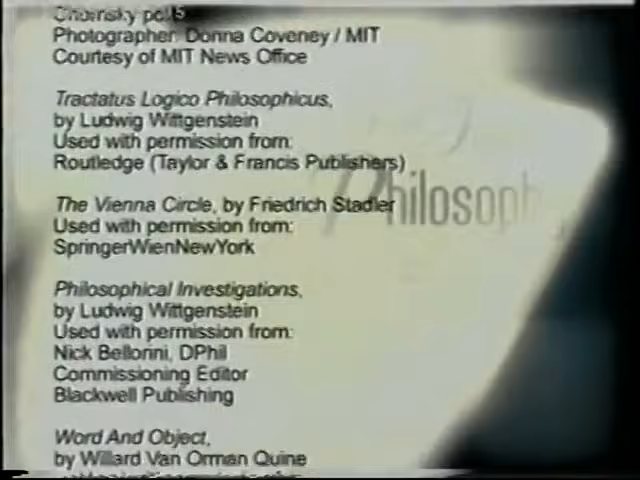 Chomsky
Photographer: Donna Coveney / MIT
Courtesy of MIT News Office
Tractatus Logico Philosophicus,
by Ludwig Wittgenstein
Used with permission from:
Routledge (Taylor & Francis Publishers)
The Vienna Circle, by Friedrich Stadler
Used with permission from:
SpringerWienNewYork
Philosophy
Philosophical Investigations,
by Ludwig Wittgenstein
Used with permission from:
Nick Bellorini, DPhil
Commissioning Editor
Blackwell Publishing
Word And Object,
by Willard Van Orman Quine